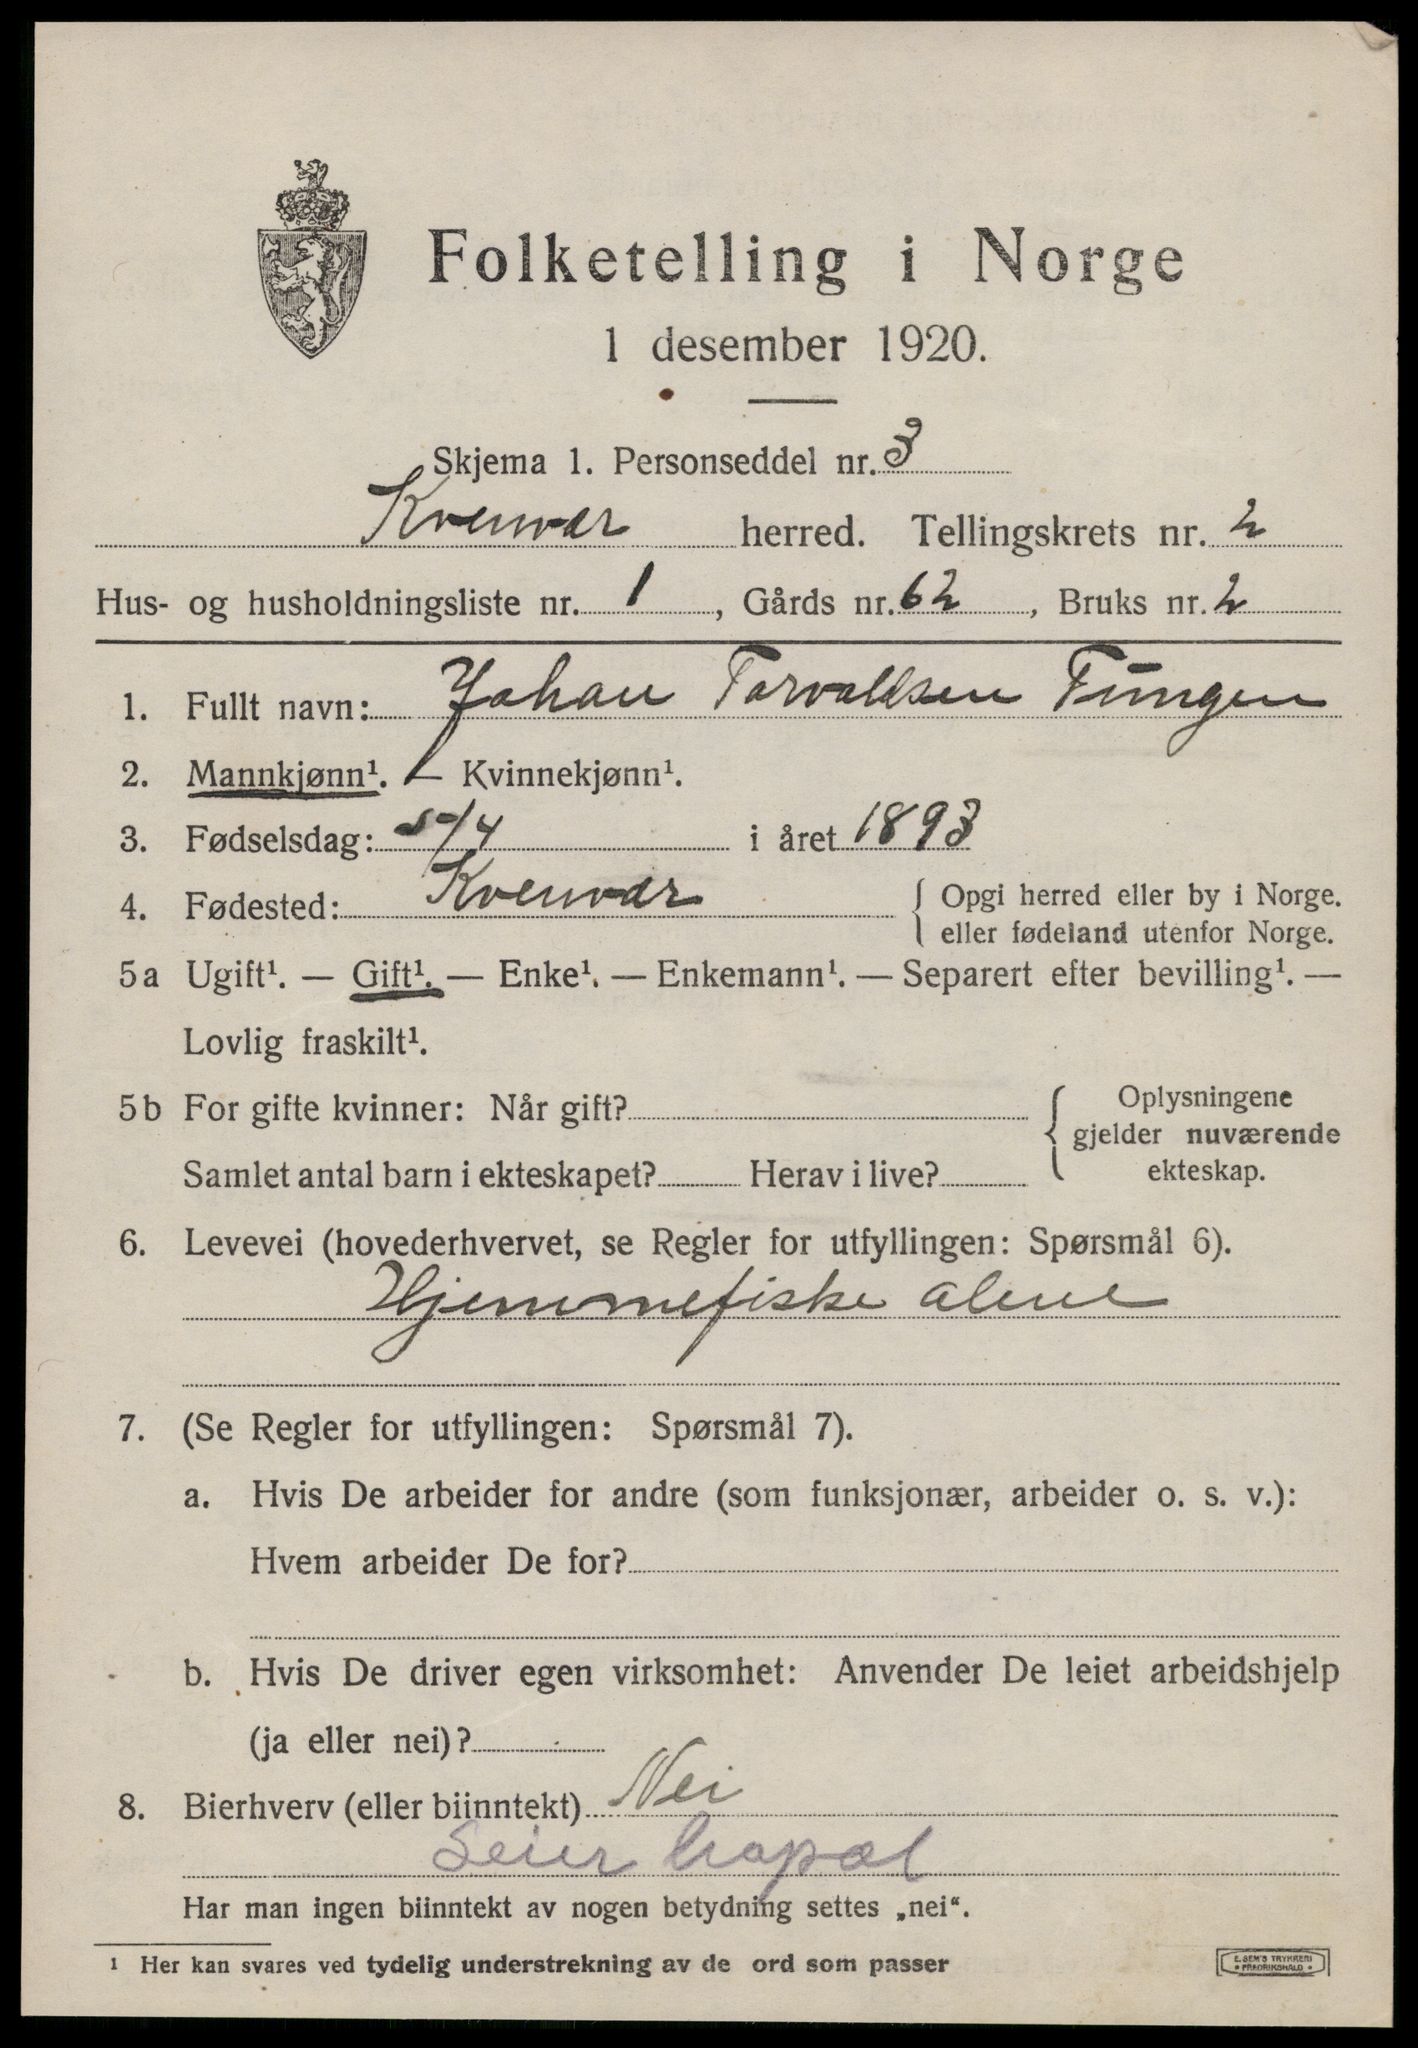 Folketelling i Norge
1 desember 1920.
Skjema 1. Personseddel nr. 3
Kvenvær herred. Tellingskrets nr. 2
Hus- og husholdningsliste nr. 1, Gårds nr. 62, Bruks nr. 2
1. Fullt navn: Johan Torvaldsen Tungen
2. Mannkjønn¹. — Kvinnekjønn¹.
3. Fødselsdag: 5/4 i året 1893
4. Fødested: Kvenvær { Opgi herred eller by i Norge.
eller fødeland utenfor Norge.
5a Ugift¹. — Gift¹. — Enke¹. — Enkemann¹. — Separert efter bevilling¹. —
Lovlig fraskilt¹.
5b For gifte kvinner: Når gift? { Oplysningene
gjelder nuværende
Samlet antal barn i ekteskapet? Herav i live? ekteskap.
6. Levevei (hovederhvervet, se Regler for utfyllingen: Spørsmål 6).
Hjemmefiske alene
7. (Se Regler for utfyllingen: Spørsmål 7).
a. Hvis De arbeider for andre (som funksjonær, arbeider o. s. v.):
Hvem arbeider De for?
b. Hvis De driver egen virksomhet: Anvender De leiet arbeidshjelp
(ja eller nei)?
8. Bierhverv (eller biinntekt) Nei
Har man ingen biinntekt av nogen betydning settes „nei“.
¹ Her kan svares ved tydelig understrekning av de ord som passer
E. SEM'S TRYKKERI
FREDRIKSHALD